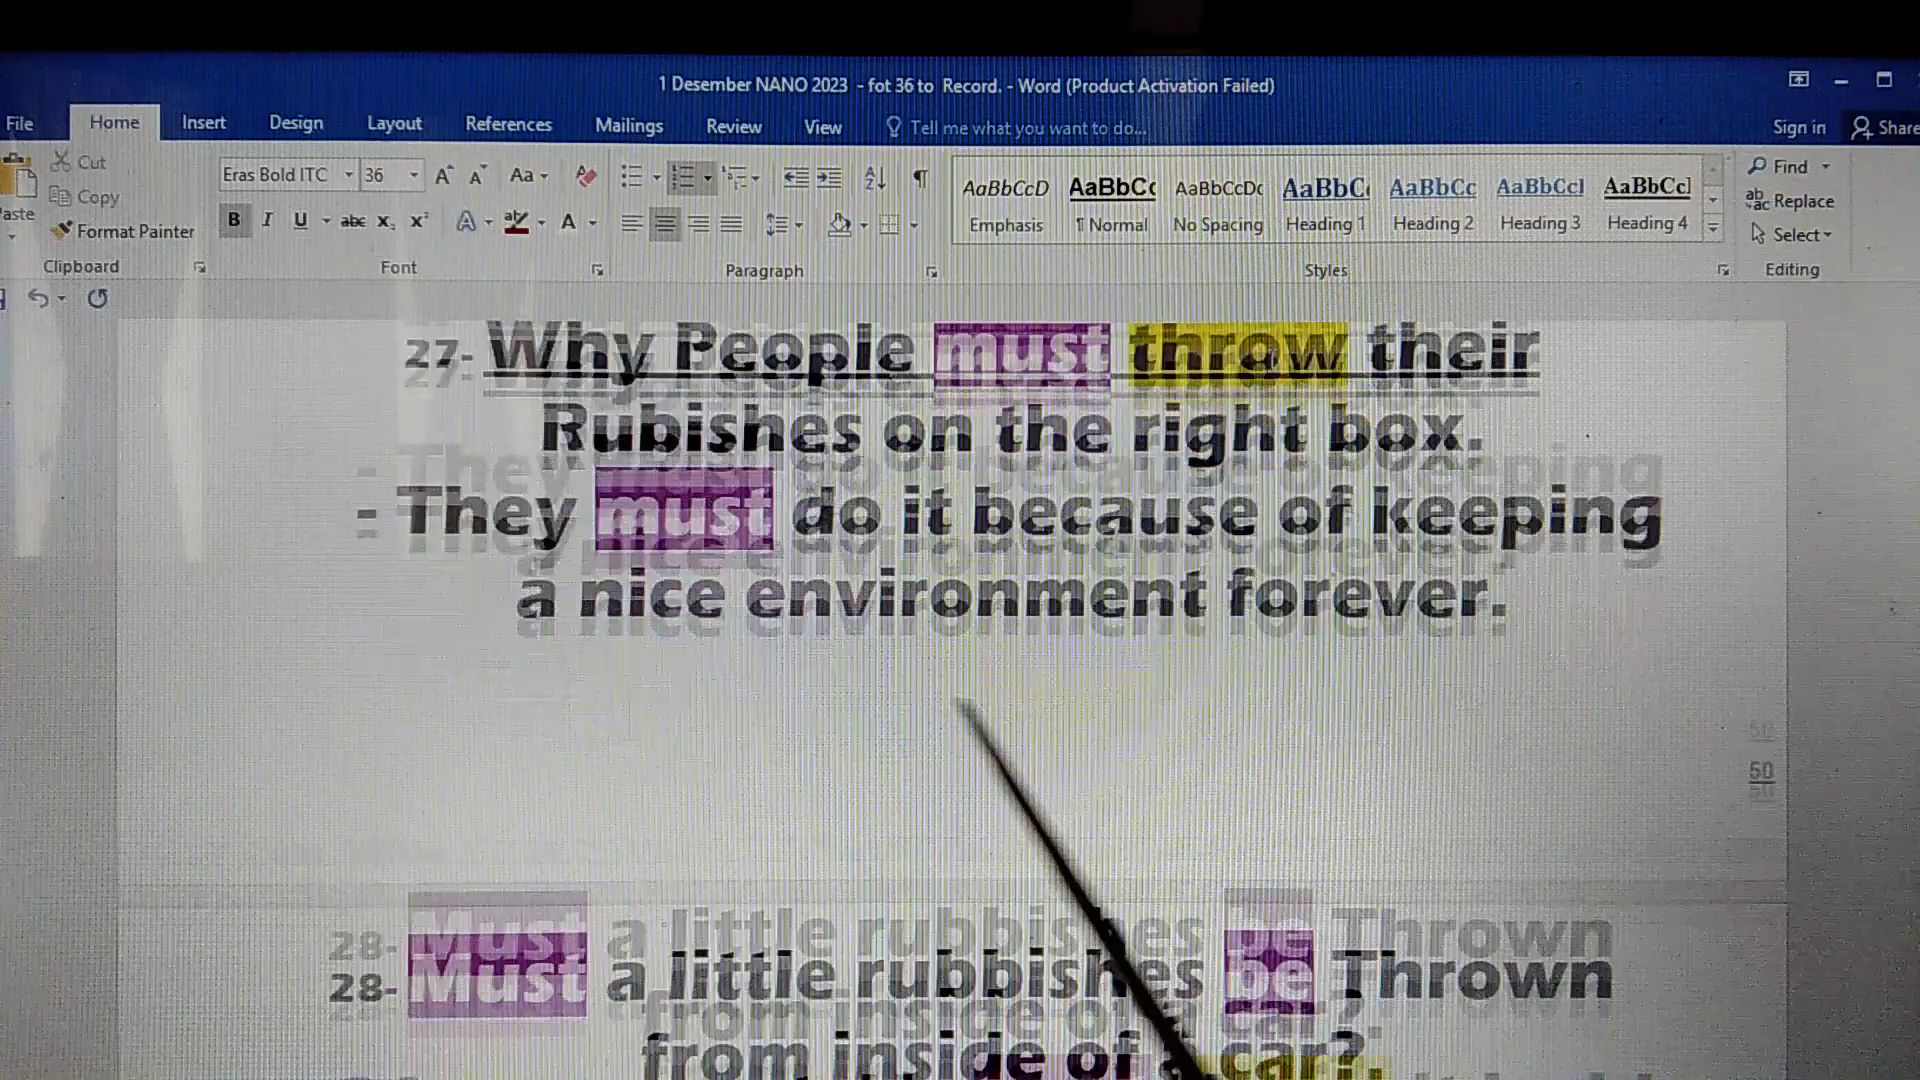 1 Desember NANO 2023 - fot 36 to Record. - Word (Product Activation Failed)
File Home Insert Design Layout References Mailings Review View Tell me what you want to do... Sign in Share
Cut
Copy
aste
Format Painter
Clipboard
Eras Bold ITC 36
Font
Paragraph
AaBbCcD AaBbCc AaBbCcDc AaBbC AaBbCc AaBbCcI AaBbCcI
Emphasis ¶ Normal No Spacing Heading 1 Heading 2 Heading 3 Heading 4
Styles
Find
Replace
Select
Editing
27- Why People must throw their
Rubishes on the right box.
- They must do it because of keeping
a nice environment forever.
50
28- Must a little rubbishes be Thrown
from inside of a car?